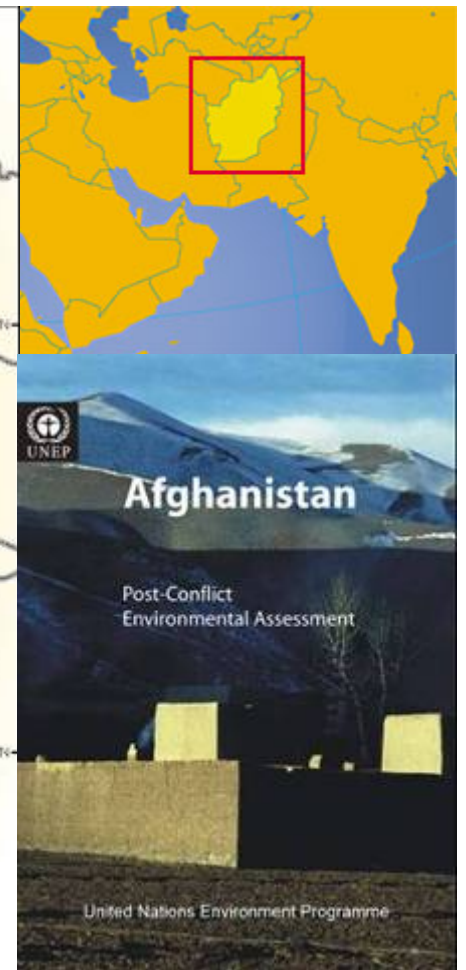 N
UNEP
Afghanistan
Post-Conflict
Environmental Assessment
N
United Nations Environment Programme